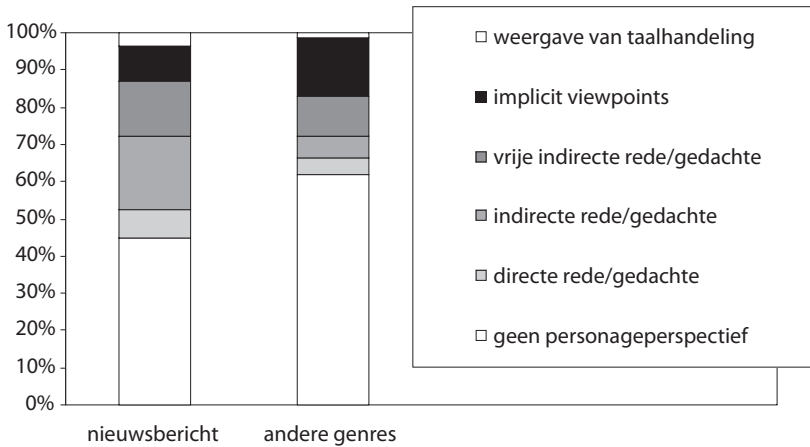 100%
90%
80%
70%
60%
50%
40%
30%
20%
10%
0%
nieuwsbericht
andere genres
weergave van taalhandeling
implicit viewpoints
vrije indirecte rede/gedachte
indirecte rede/gedachte
directe rede/gedachte
geen personageperspectief